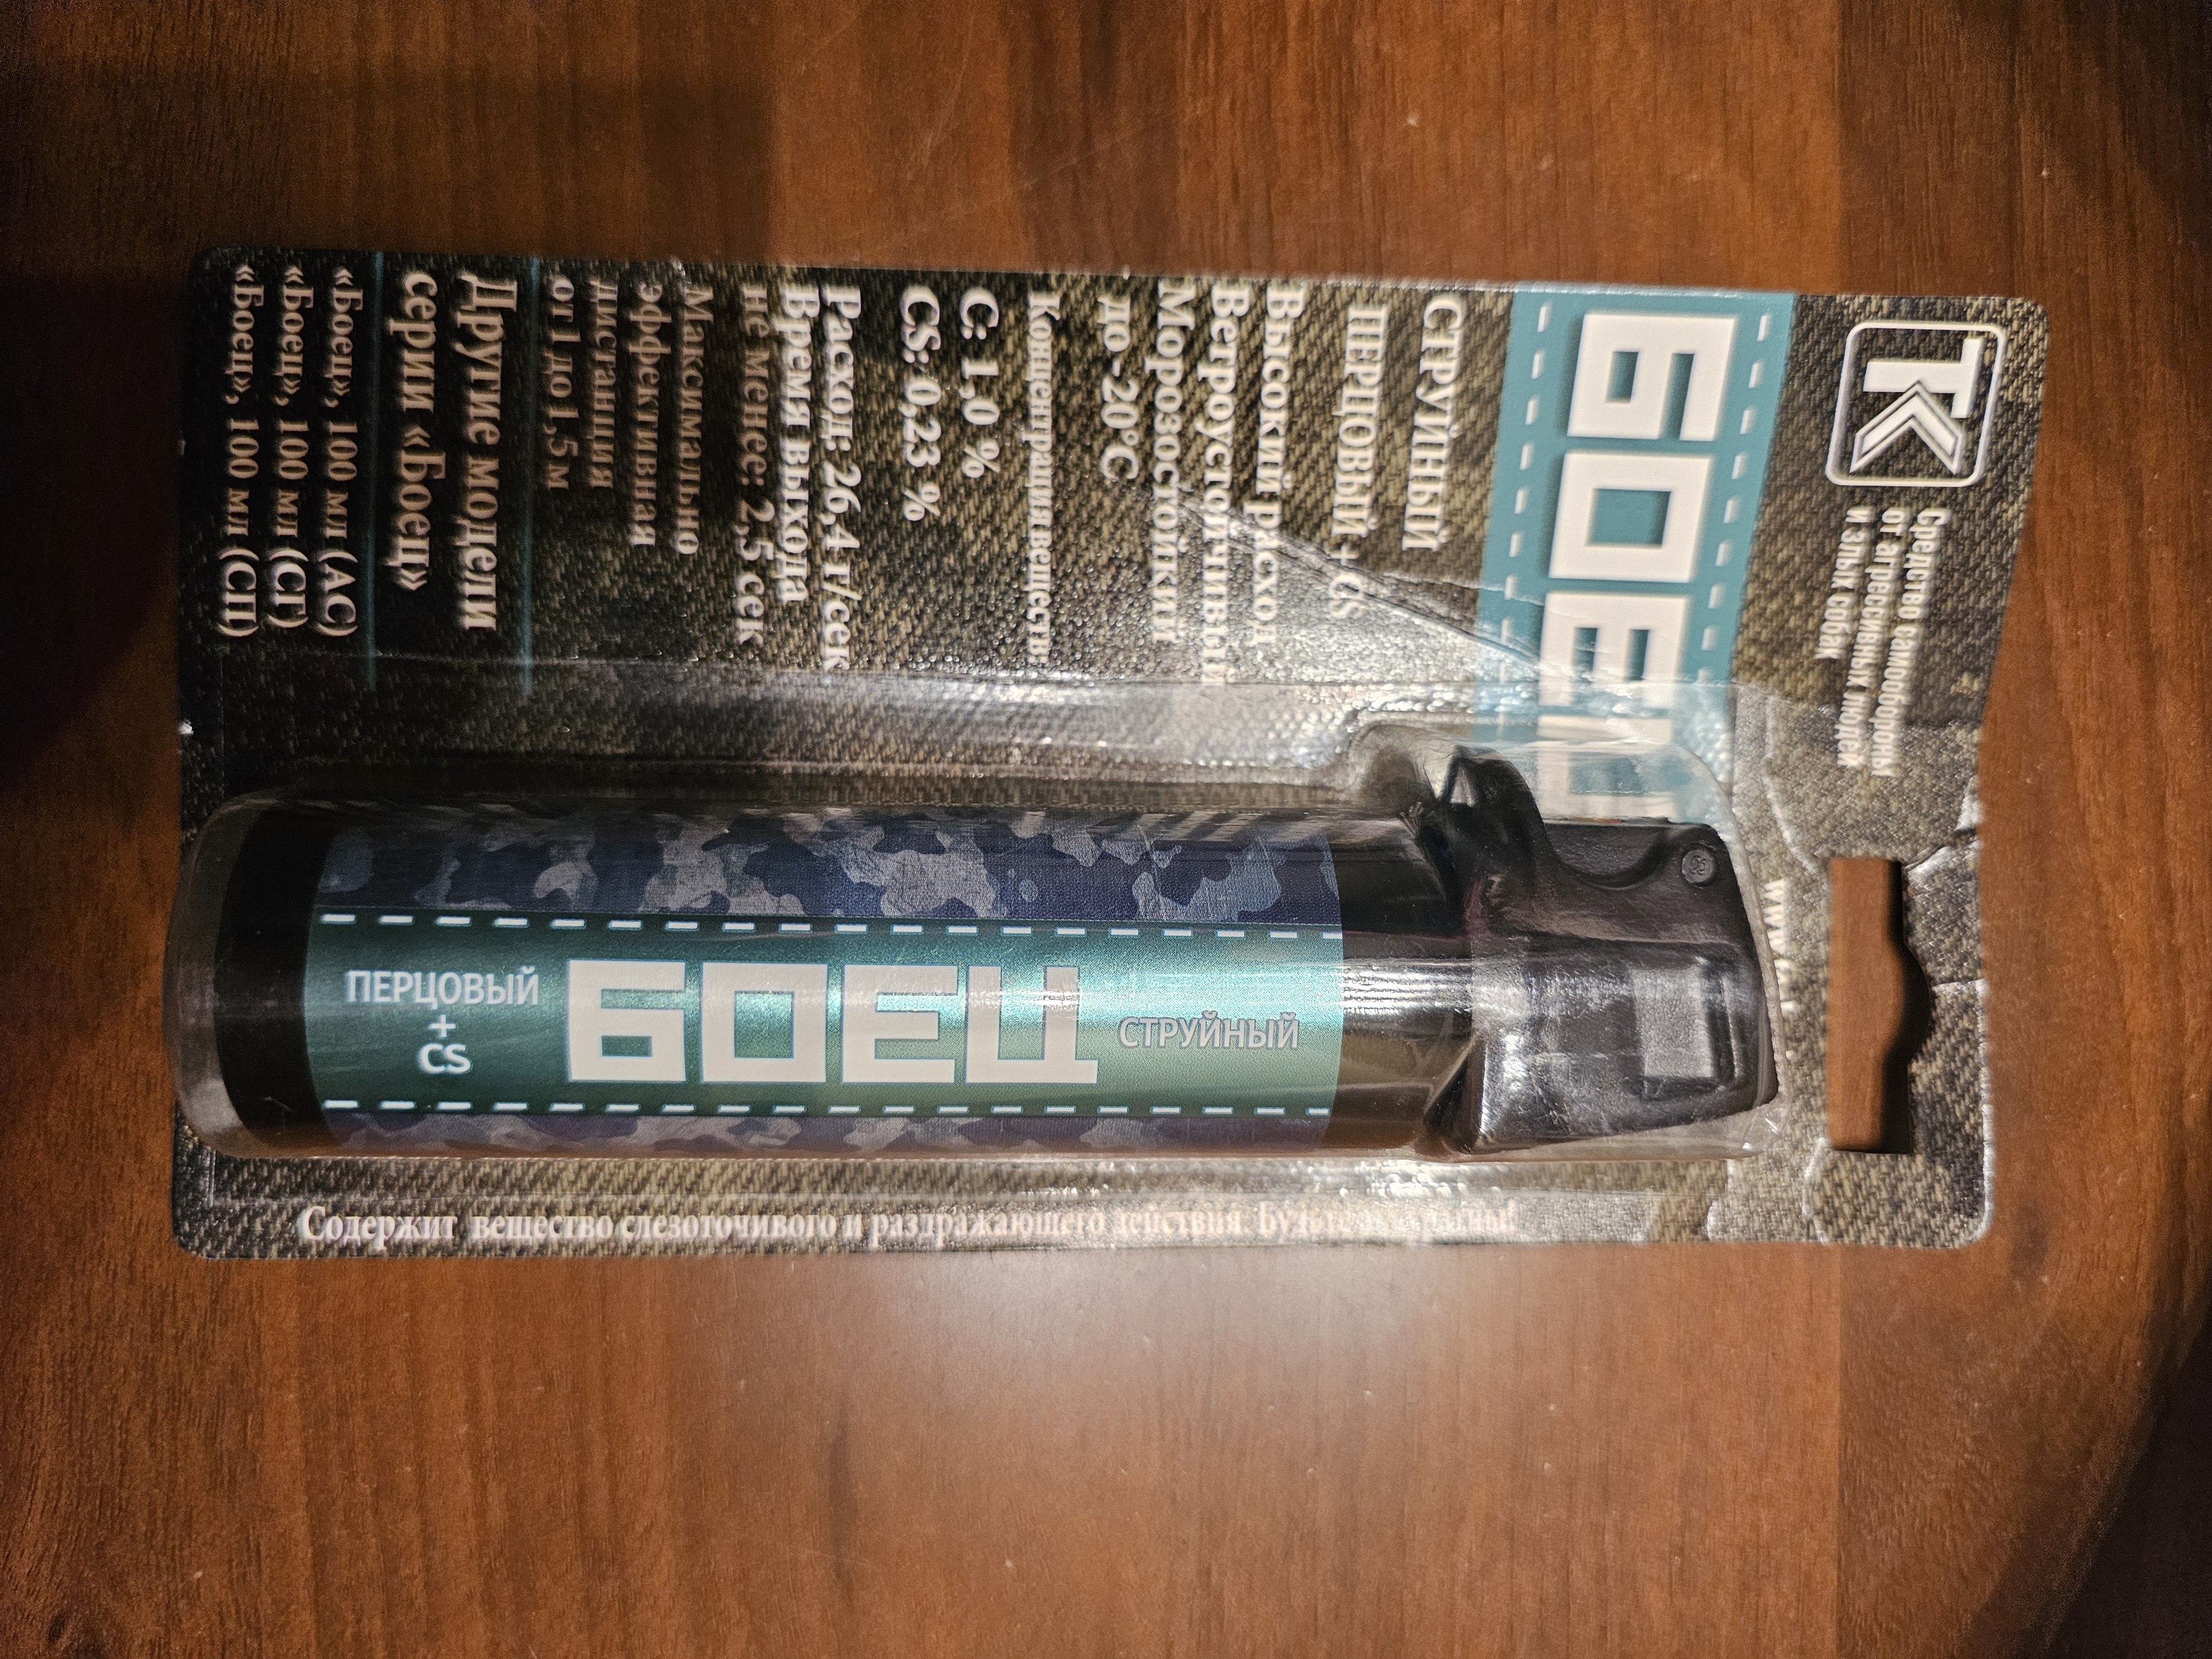 ТК
Средство самообороны
от агрессивных людей
и злых собак
БОЕЦ
СТРУЙНЫЙ
ПЕРЦОВЫЙ + CS
Высокий расход
Ветроустойчивый
Морозостойкий
до -20°С
Концентрация веществ:
С: 1,0 %
CS: 0,23 %
Расход: 26,4 г/сек
Время выхода
не менее: 2,5 сек
Максимально
эффективная
дистанция
от 1 до 1,5 м
Другие модели
серии «Боец»
«Боец», 100 мл (АС)
«Боец», 100 мл (СГ)
«Боец», 100 мл (СП)
ПЕРЦОВЫЙ
+
CS
БОЕЦ
СТРУЙНЫЙ
Содержит вещество слезоточивого и раздражающего действия. Будьте
www.